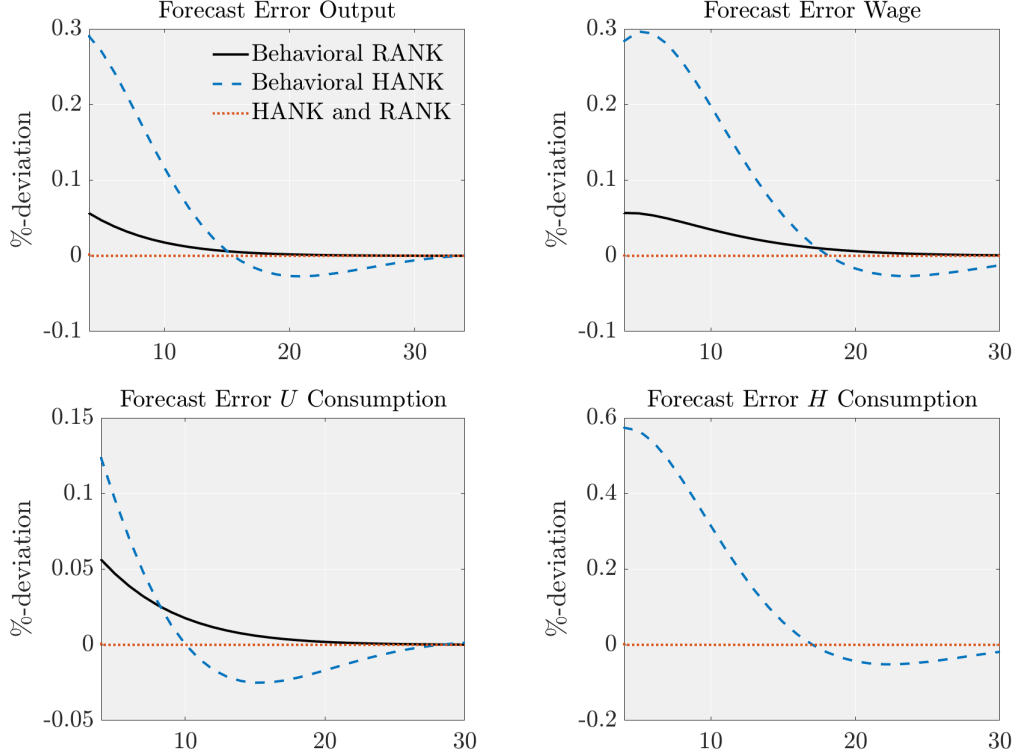 Forecast Error Output
0.3
0.2
0.1
0
-0.1
%-deviation
Behavioral RANK
Behavioral HANK
HANK and RANK
10
20
30
Forecast Error Wage
0.3
0.2
0.1
0
-0.1
%-deviation
10
20
30
Forecast Error U Consumption
0.15
0.1
0.05
0
-0.05
%-deviation
10
20
30
Forecast Error H Consumption
0.6
0.4
0.2
0
-0.2
%-deviation
10
20
30